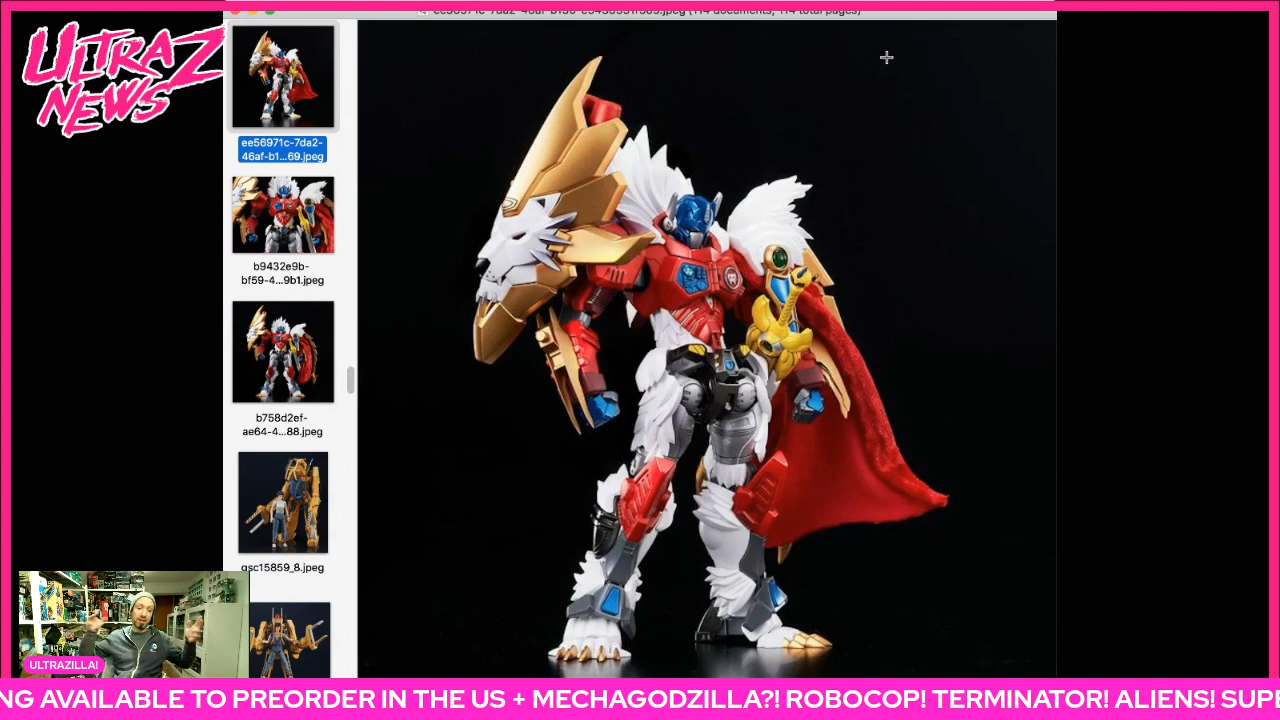 ULTRAZ
NEWS
ee56971c-7da2-
46af-b1...69.jpeg
b9432e9b-
bf59-4...9b1.jpeg
b758d2ef-
ae64-4...88.jpeg
gsc15859_8.jpeg
ULTRAZILLA!
NG AVAILABLE TO PREORDER IN THE US + MECHAGODZILLA?! ROBOCOP! TERMINATOR! ALIENS! SUPE